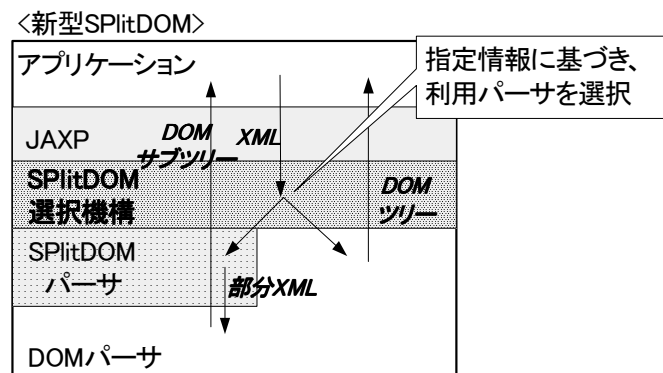 <新型SPlitDOM>
アプリケーション
指定情報に基づき、
利用パーサを選択
JAXP
DOM
サブツリー
XML
SPlitDOM
選択機構
DOM
ツリー
SPlitDOM
パーサ
部分XML
DOMパーサ